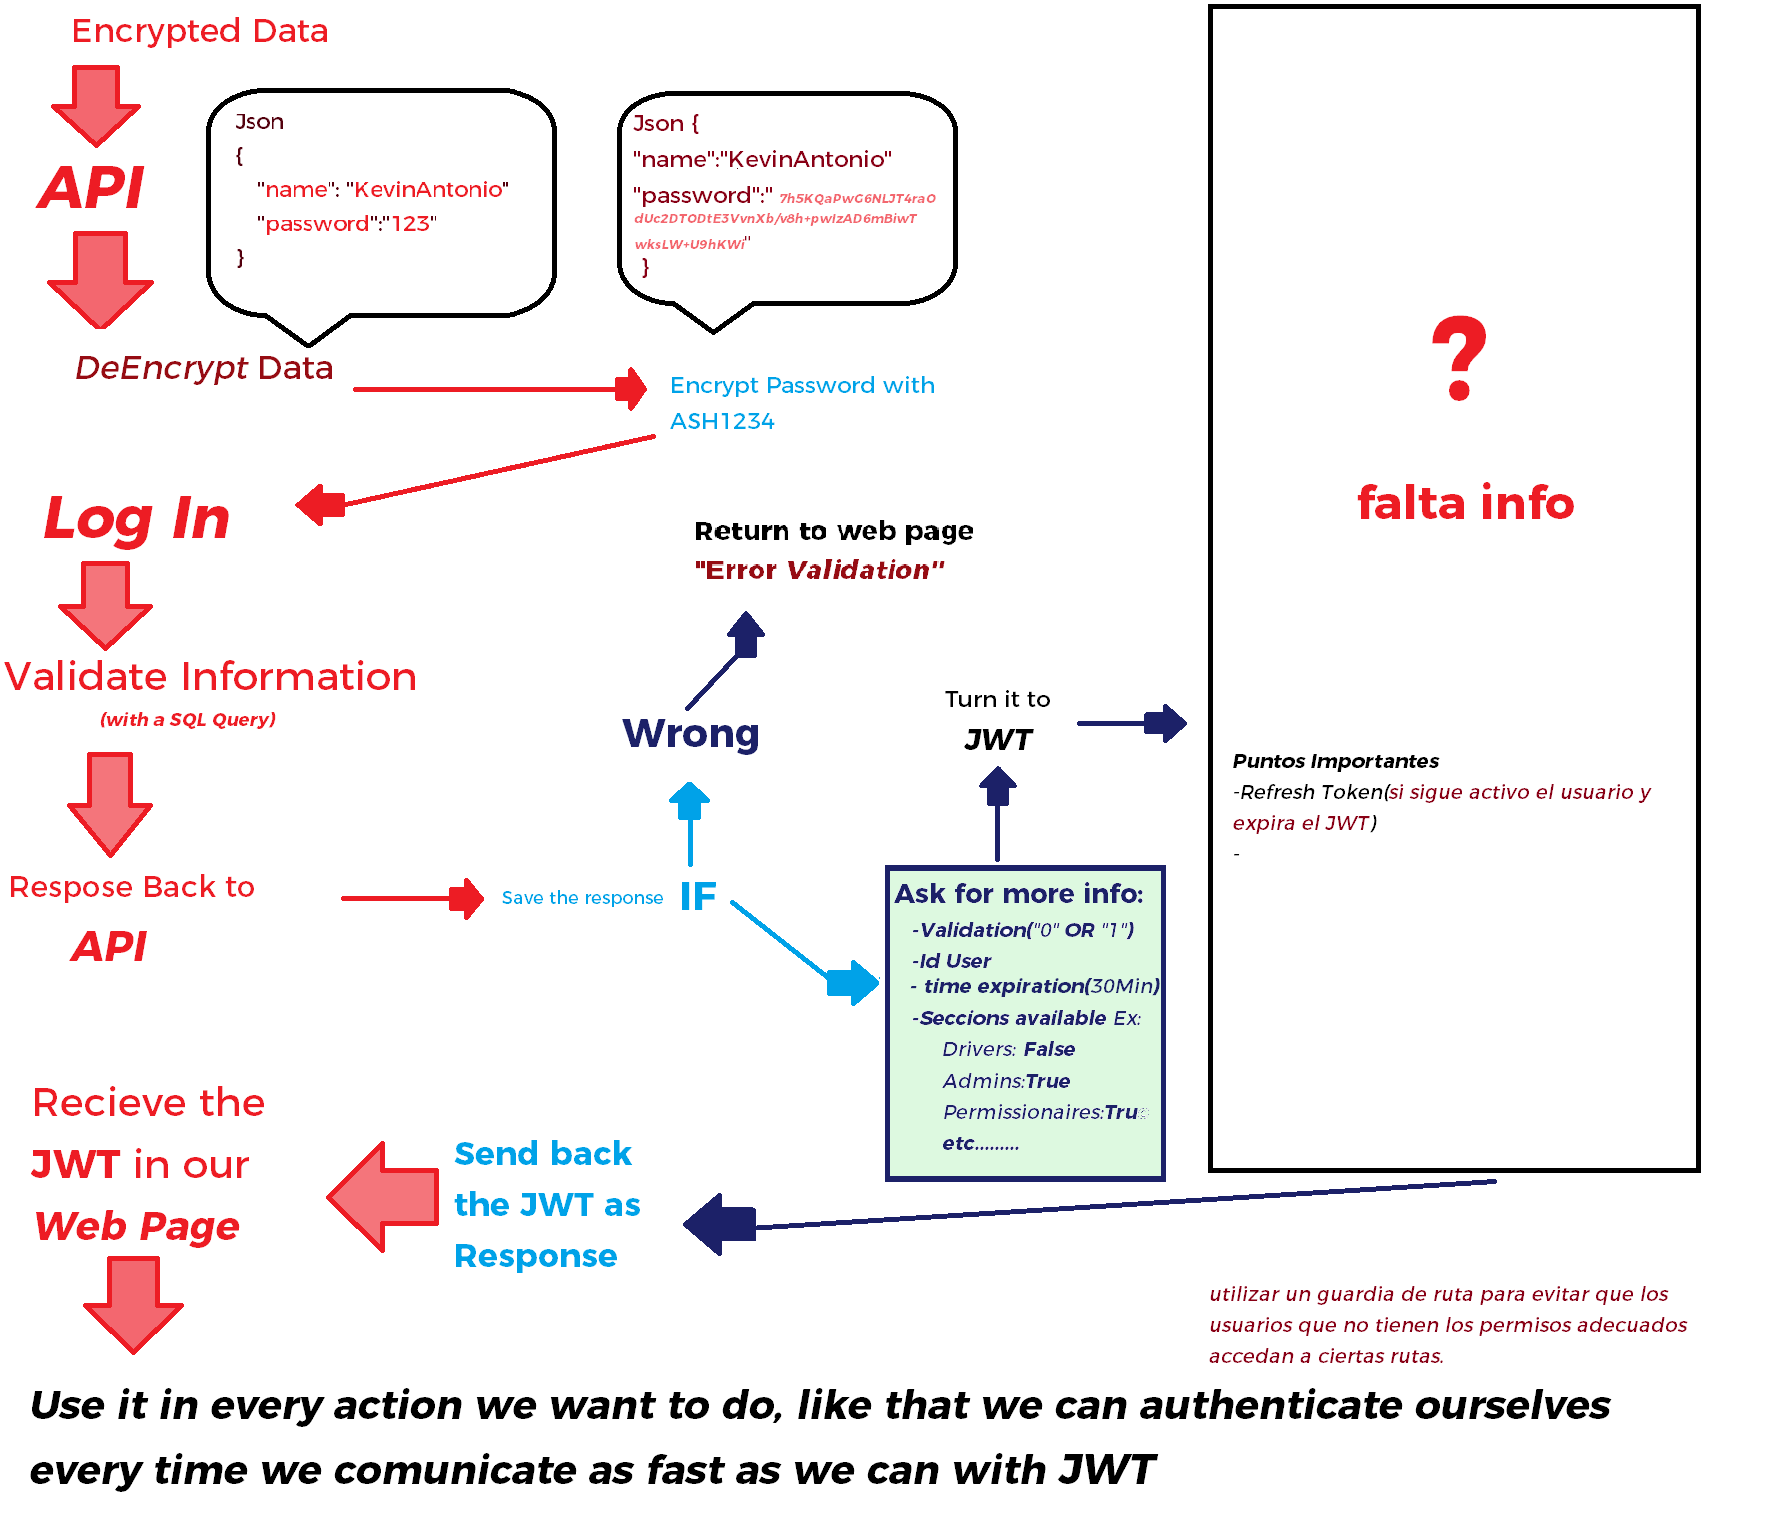 Encrypted Data
API
Json
{
"name": "KevinAntonio"
"password":"123"
}
Json {
"name":"KevinAntonio"
"password":" 7h5KQaPwG6NLJT4raO
dUc2DTODtE3VvnXb/v8h+pwIzAD6mBiwT
wksLW+U9hKWi"
}
DeEncrypt Data
Encrypt Password with
ASH1234
Log In
Validate Information
(with a SQL Query)
Respose Back to
API
Save the response IF
Wrong
Return to web page
"Error Validation"
Ask for more info:
-Validation("0" OR "1")
-Id User
- time expiration(30Min)
-Seccions available Ex:
Drivers: False
Admins:True
Permissionaires:True
etc.........
Turn it to
JWT
?
falta info
Puntos Importantes
-Refresh Token(si sigue activo el usuario y
expira el JWT)
-
Send back
the JWT as
Response
Recieve the
JWT in our
Web Page
utilizar un guardia de ruta para evitar que los
usuarios que no tienen los permisos adecuados
accedan a ciertas rutas.
Use it in every action we want to do, like that we can authenticate ourselves
every time we comunicate as fast as we can with JWT